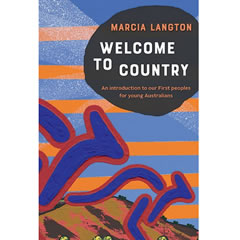 MARCIA LANGTON
WELCOME
TO COUNTRY
An introduction to our First peoples
for young Australians